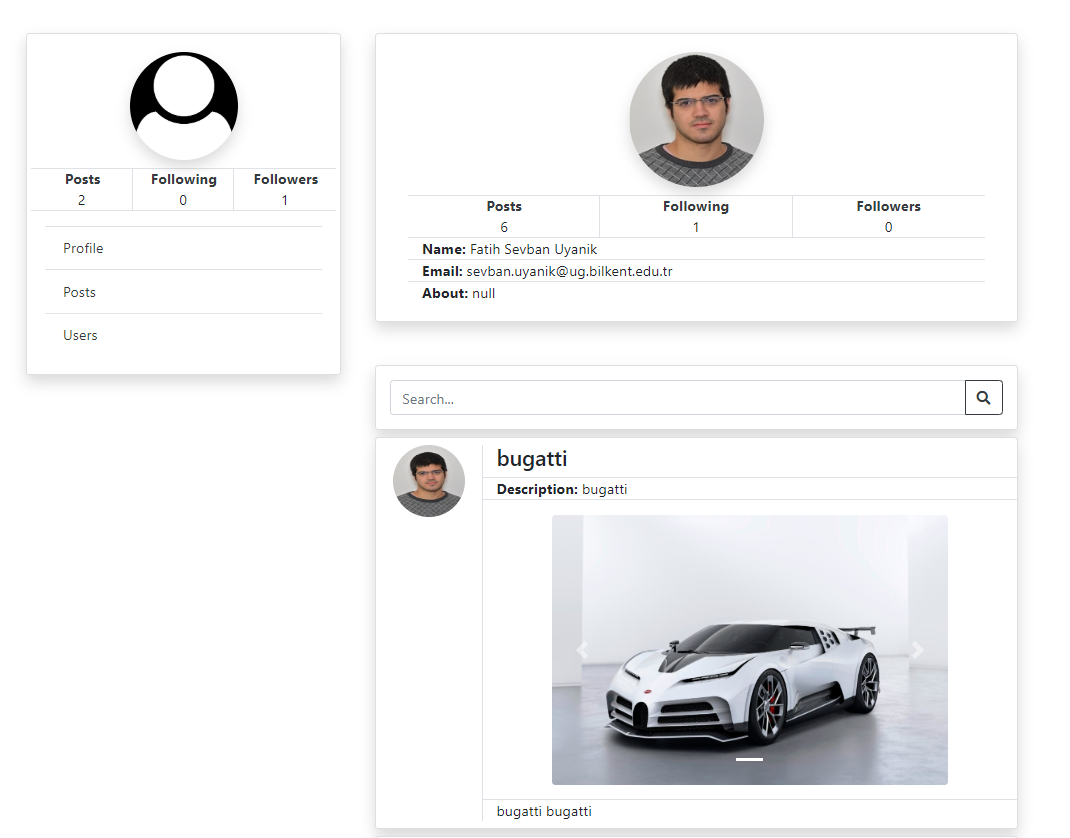 Posts Following Followers
2 0 1
Profile
Posts
Users
Posts Following Followers
6 1 0
Name: Fatih Sevban Uyanik
Email: sevban.uyanik@ug.bilkent.edu.tr
About: null
Search...
bugatti
Description: bugatti
bugatti bugatti